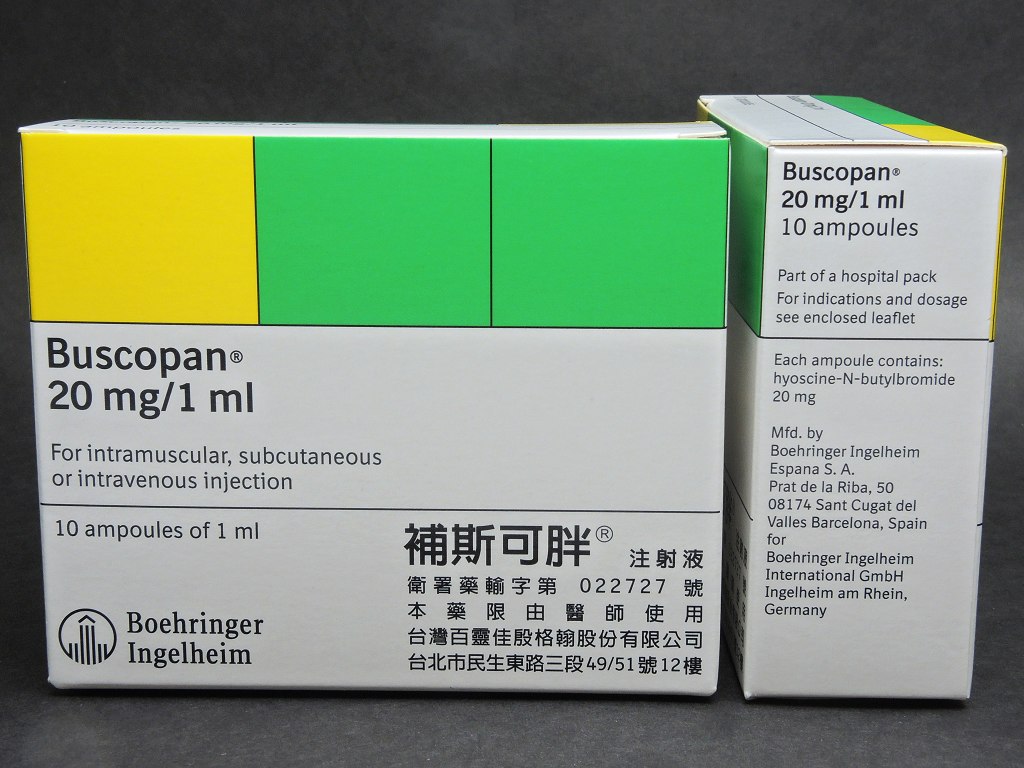 Buscopan®
20 mg/1 ml
For intramuscular, subcutaneous
or intravenous injection
10 ampoules of 1 ml
補斯可胖® 注射液
衛署藥輸字第 022727 號
本藥限由醫師使用
台灣百靈佳殷格翰股份有限公司
台北市民生東路三段49/51號12樓
Boehringer
Ingelheim
Buscopan®
20 mg/1 ml
10 ampoules
Part of a hospital pack
For indications and dosage
see enclosed leaflet
Each ampoule contains:
hyoscine-N-butylbromide
20 mg
Mfd. by
Boehringer Ingelheim
Espana S. A.
Prat de la Riba, 50
08174 Sant Cugat del
Valles Barcelona, Spain
for
Boehringer Ingelheim
International GmbH
Ingelheim am Rhein,
Germany